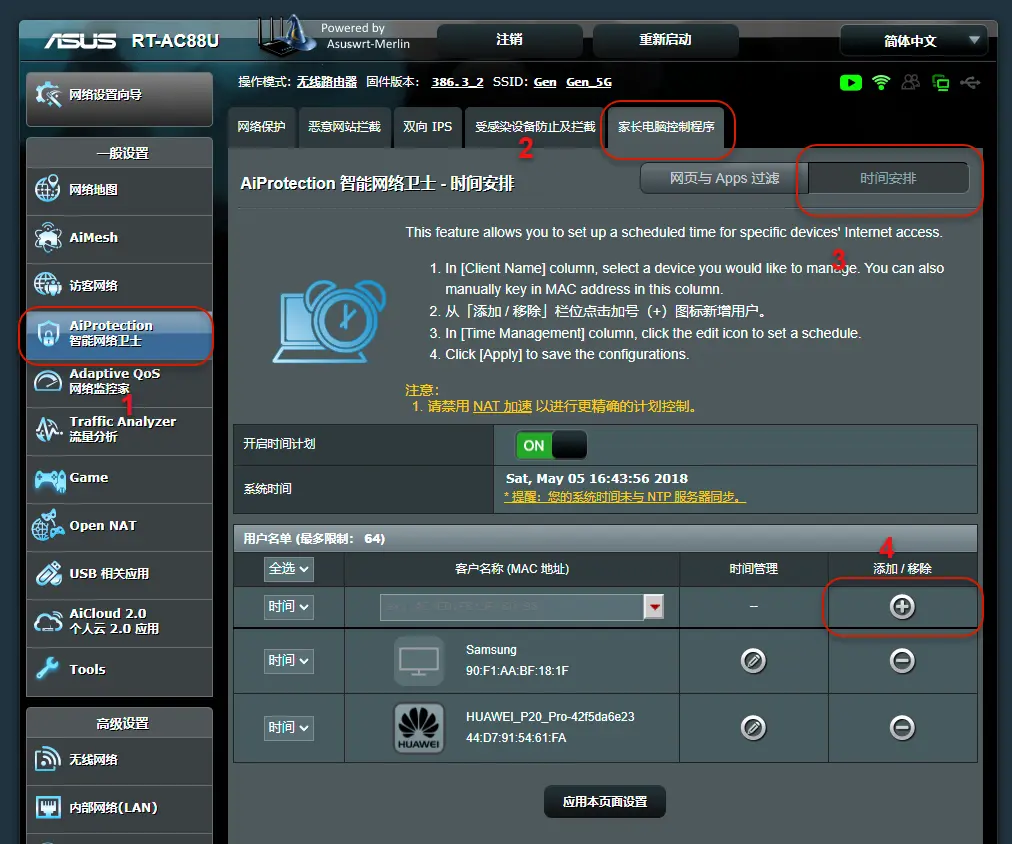 ASUS RT-AC88U
Powered by
Asuswrt-Merlin
注销
重新启动
简体中文
网络设置向导
操作模式: 无线路由器 固件版本: 386.3_2 SSID: Gen Gen_5G
网络保护
恶意网站拦截
双向 IPS
受感染设备防止及拦截
家长电脑控制程序
2
一般设置
网络地图
AiMesh
访客网络
AiProtection
智能网络卫士
Adaptive QoS
网络监控家
1
Traffic Analyzer
流量分析
Game
Open NAT
USB 相关应用
AiCloud 2.0
个人云 2.0 应用
Tools
高级设置
无线网络
内部网络(LAN)
AiProtection 智能网络卫士 - 时间安排
网页与 Apps 过滤
时间安排
3
This feature allows you to set up a scheduled time for specific devices' Internet access.
1. In [Client Name] column, select a device you would like to manage. You can also
manually key in MAC address in this column.
2. 从「添加 / 移除」栏位点击加号（+）图标新增用户。
3. In [Time Management] column, click the edit icon to set a schedule.
4. Click [Apply] to save the configurations.
注意:
1. 请禁用 NAT 加速 以进行更精确的计划控制。
开启时间计划
ON
系统时间
Sat, May 05 16:43:56 2018
* 提醒：您的系统时间未与 NTP 服务器同步。
用户名单 (最多限制: 64)
4
全选
客户名称 (MAC 地址)
时间管理
添加 / 移除
时间
–
时间
Samsung
90:F1:AA:BF:18:1F
时间
HUAWEI
HUAWEI_P20_Pro-42f5da6e23
44:D7:91:54:61:FA
应用本页面设置